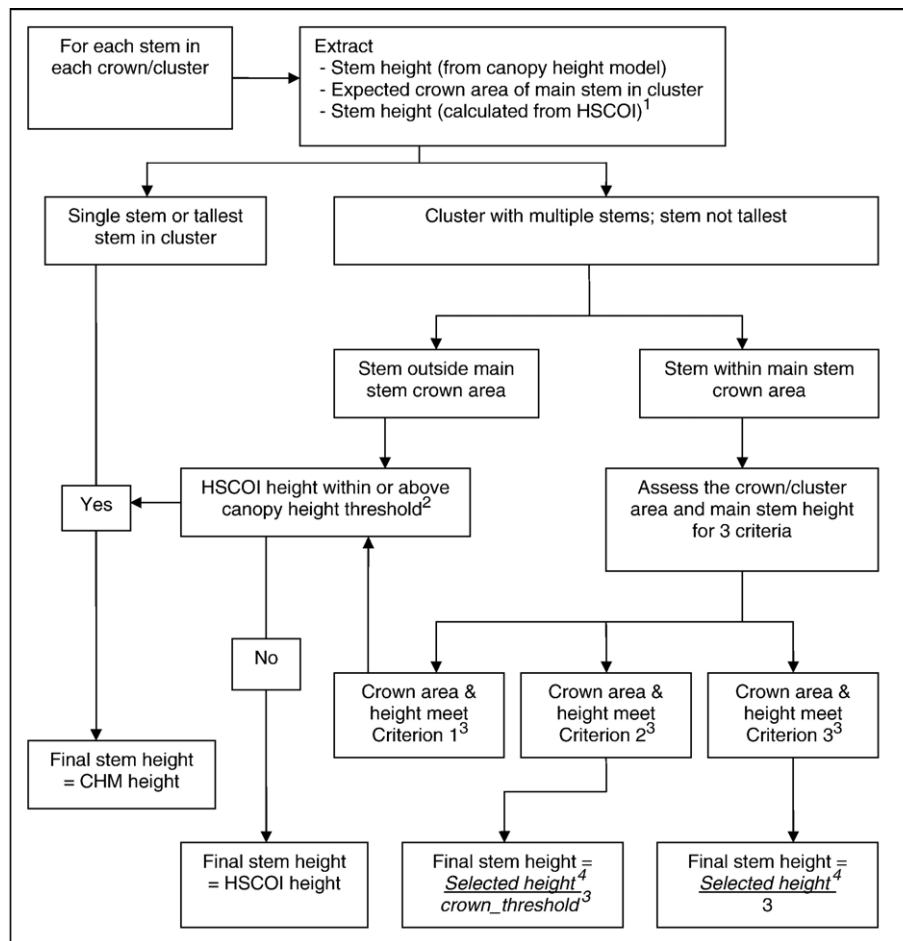 For each stem in
each crown/cluster
Extract
- Stem height (from canopy height model)
- Expected crown area of main stem in cluster
- Stem height (calculated from HSCOI)1
Single stem or tallest
stem in cluster
Cluster with multiple stems; stem not tallest
Stem outside main
stem crown area
Stem within main stem
crown area
Yes
HSCOI height within or above
canopy height threshold2
Assess the crown/cluster
area and main stem height
for 3 criteria
No
Crown area &
height meet
Criterion 13
Crown area &
height meet
Criterion 23
Crown area &
height meet
Criterion 33
Final stem height
= CHM height
Final stem height
= HSCOI height
Final stem height =
Selected height4
crown_threshold3
Final stem height =
Selected height4
3